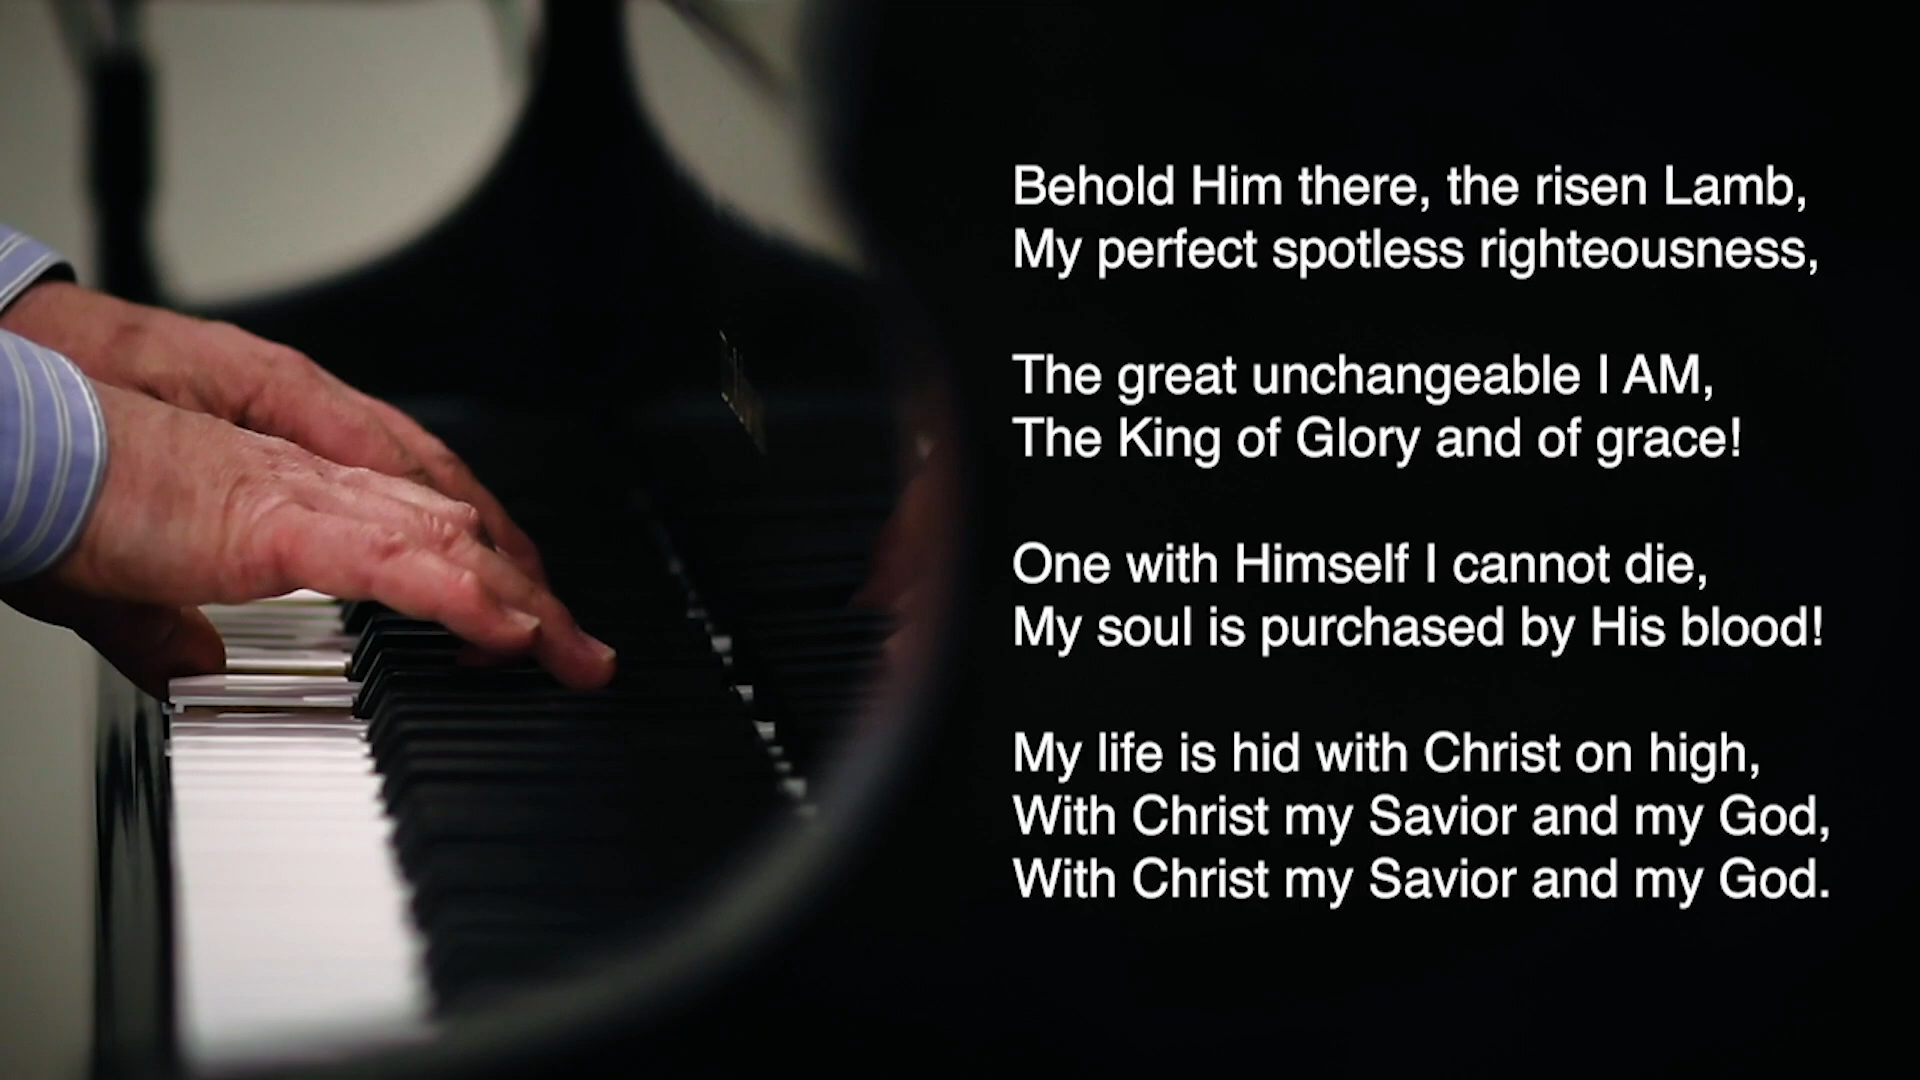 Behold Him there, the risen Lamb,
My perfect spotless righteousness,
The great unchangeable I AM,
The King of Glory and of grace!
One with Himself I cannot die,
My soul is purchased by His blood!
My life is hid with Christ on high,
With Christ my Savior and my God,
With Christ my Savior and my God.